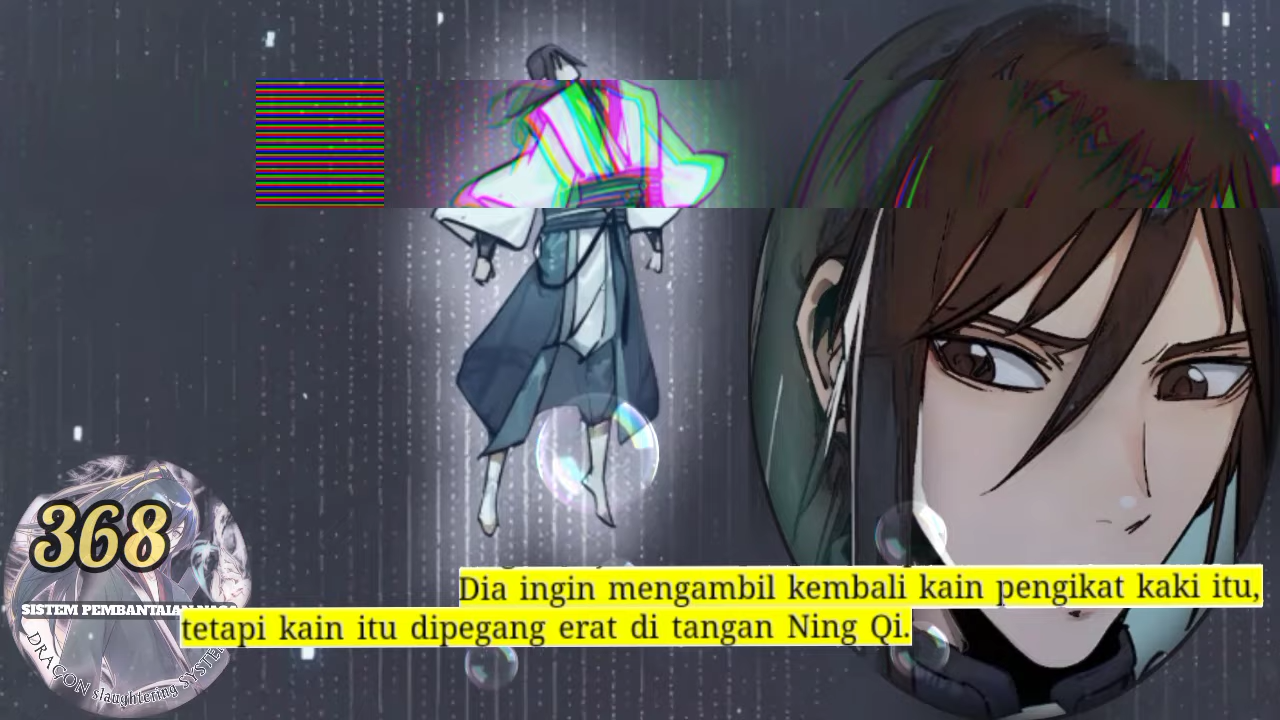 368
SISTEM PEMBANTAIAN NAGA
DRAGON slaughtering SYSTEM
Dia ingin mengambil kembali kain pengikat kaki itu,
tetapi kain itu dipegang erat di tangan Ning Qi.